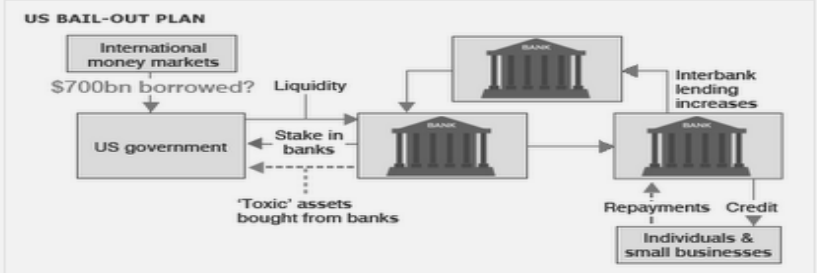 US BAIL-OUT PLAN
International
money markets
$700bn borrowed?
Liquidity
BANK
Interbank
lending
increases
US government
Stake in
banks
BANK
BANK
'Toxic' assets
bought from banks
Repayments
Credit
Individuals &
small businesses